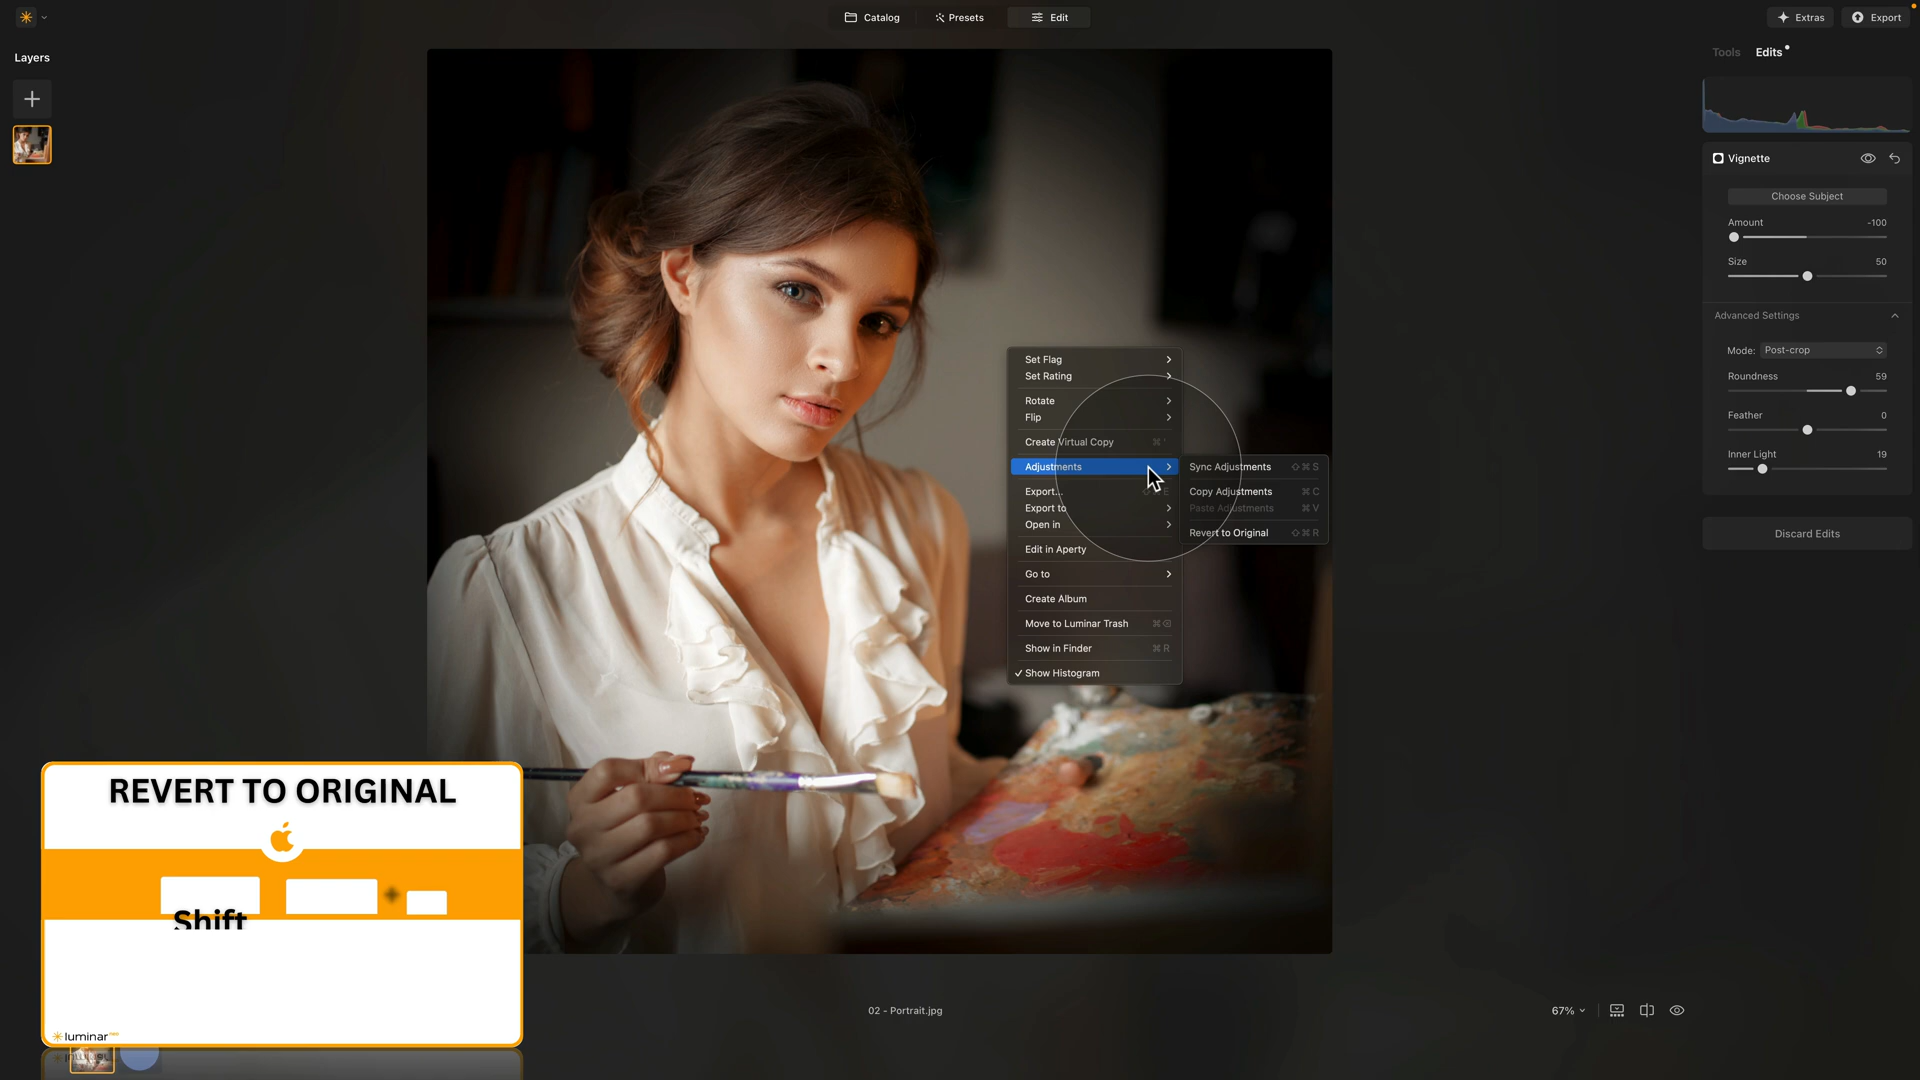 Catalog
Presets
Edit
Extras
Export
Layers
Tools
Edits
Vignette
Choose Subject
Amount -100
Size 50
Advanced Settings
Mode: Post-crop
Roundness 59
Feather 0
Inner Light 19
Discard Edits
Set Flag
Set Rating
Rotate
Flip
Create Virtual Copy ⌘ '
Adjustments
Export... ⇧ ⌘ E
Export to
Open in
Edit in Aperty
Go to
Create Album
Move to Luminar Trash ⌘⌫
Show in Finder ⌘ R
✓ Show Histogram
Sync Adjustments ⇧ ⌘ S
Copy Adjustments ⌘ C
Paste Adjustments ⌘ V
Revert to Original ⇧ ⌘ R
REVERT TO ORIGINAL
Shift
luminar neo
02 - Portrait.jpg
67%